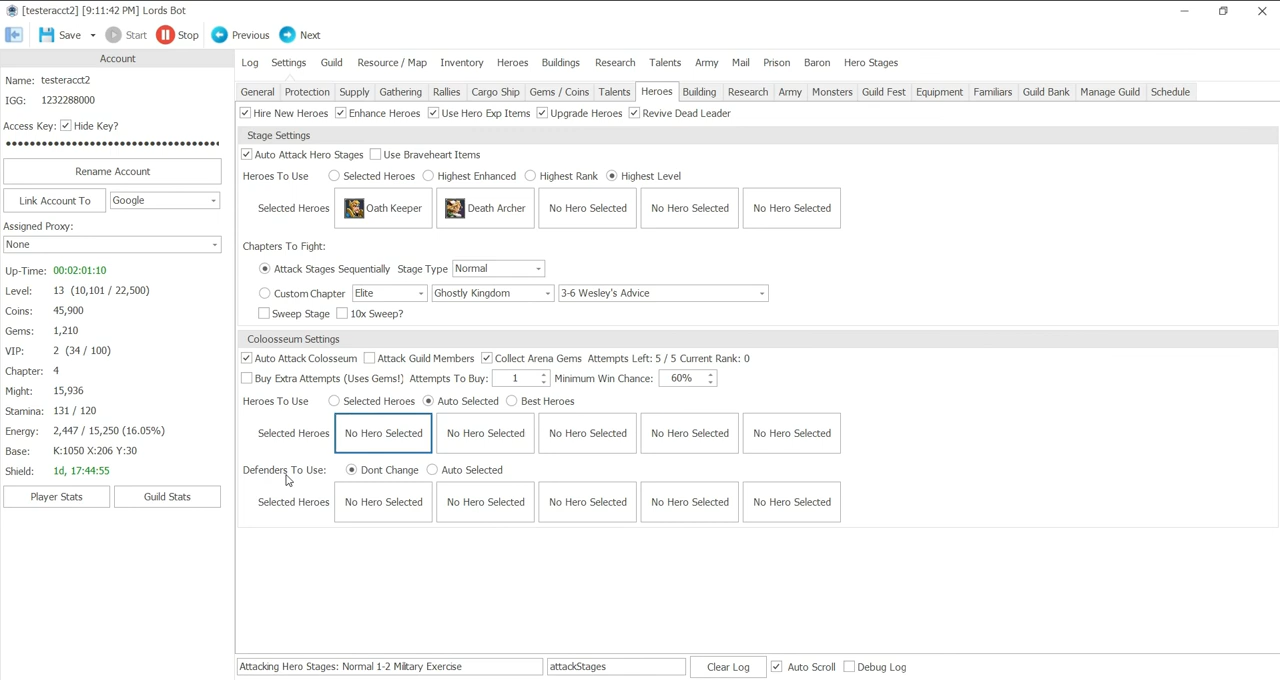 [testeracct2] [9:11:42 PM] Lords Bot
Save Start Stop Previous Next
Account
Name: testeracct2
IGG: 1232288000
Access Key: Hide Key?
Rename Account
Link Account To Google
Assigned Proxy:
None
Up-Time: 00:02:01:10
Level: 13 (10,101 / 22,500)
Coins: 45,900
Gems: 1,210
VIP: 2 (34 / 100)
Chapter: 4
Might: 15,936
Stamina: 131 / 120
Energy: 2,447 / 15,250 (16.05%)
Base: K:1050 X:206 Y:30
Shield: 1d, 17:44:55
Player Stats Guild Stats
Log Settings Guild Resource / Map Inventory Heroes Buildings Research Talents Army Mail Prison Baron Hero Stages
General Protection Supply Gathering Rallies Cargo Ship Gems / Coins Talents Heroes Building Research Army Monsters Guild Fest Equipment Familiars Guild Bank Manage Guild Schedule
Hire New Heroes Enhance Heroes Use Hero Exp Items Upgrade Heroes Revive Dead Leader
Stage Settings
Auto Attack Hero Stages Use Braveheart Items
Heroes To Use Selected Heroes Highest Enhanced Highest Rank Highest Level
Selected Heroes Oath Keeper Death Archer No Hero Selected No Hero Selected No Hero Selected
Chapters To Fight:
Attack Stages Sequentially Stage Type Normal
Custom Chapter Elite Ghostly Kingdom 3-6 Wesley's Advice
Sweep Stage 10x Sweep?
Coloosseum Settings
Auto Attack Colosseum Attack Guild Members Collect Arena Gems Attempts Left: 5 / 5 Current Rank: 0
Buy Extra Attempts (Uses Gems!) Attempts To Buy: 1 Minimum Win Chance: 60%
Heroes To Use Selected Heroes Auto Selected Best Heroes
Selected Heroes No Hero Selected No Hero Selected No Hero Selected No Hero Selected No Hero Selected
Defenders To Use: Dont Change Auto Selected
Selected Heroes No Hero Selected No Hero Selected No Hero Selected No Hero Selected No Hero Selected
Attacking Hero Stages: Normal 1-2 Military Exercise attackStages Clear Log Auto Scroll Debug Log